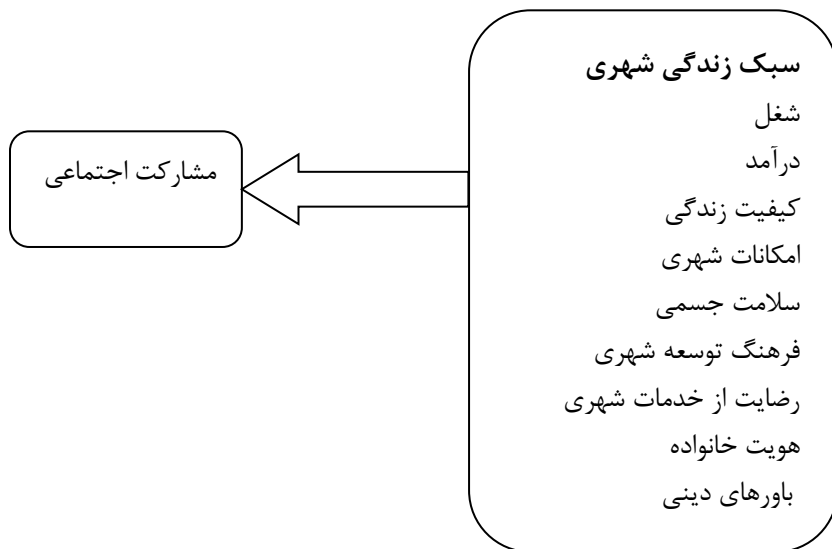 سبک زندگی شهری
شغل
درآمد
کیفیت زندگی
امکانات شهری
سلامت جسمی
فرهنگ توسعه شهری
رضایت از خدمات شهری
هویت خانواده
باورهای دینی
مشارکت اجتماعی